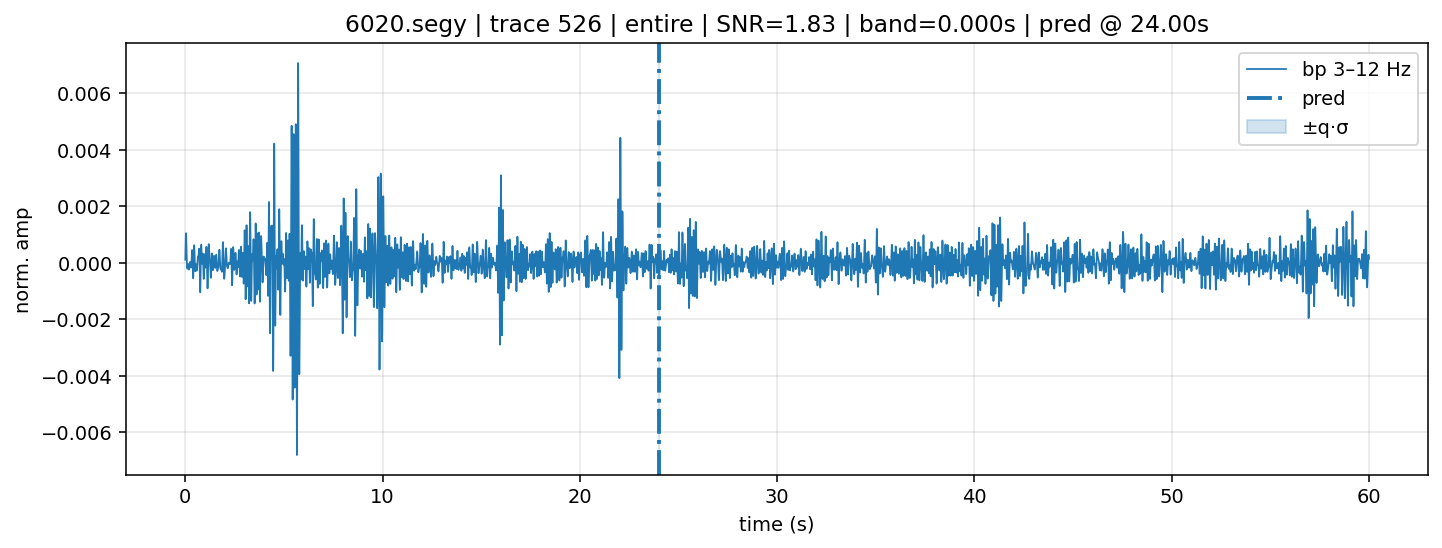 6020.segy | trace 526 | entire | SNR=1.83 | band=0.000s | pred @ 24.00s
bp 3–12 Hz
pred
±q·σ
norm. amp
0.006
0.004
0.002
0.000
−0.002
−0.004
−0.006
0 10 20 30 40 50 60
time (s)